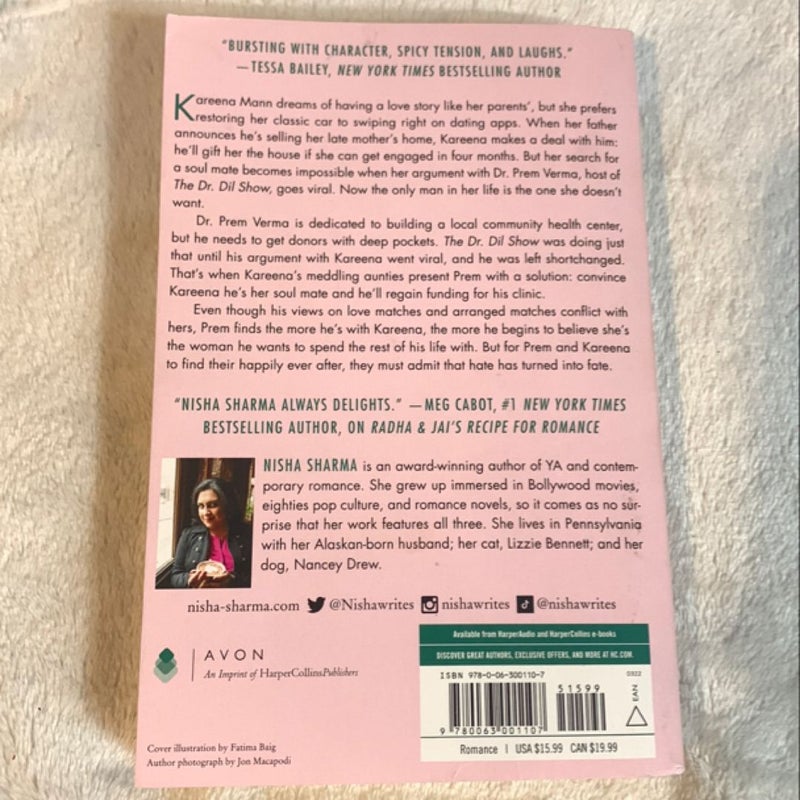 "BURSTING WITH CHARACTER, SPICY TENSION, AND LAUGHS."
—TESSA BAILEY, NEW YORK TIMES BESTSELLING AUTHOR
Kareena Mann dreams of having a love story like her parents', but she prefers
restoring her classic car to swiping right on dating apps. When her father
announces he's selling her late mother's home, Kareena makes a deal with him:
he'll gift her the house if she can get engaged in four months. But her search for
a soul mate becomes impossible when her argument with Dr. Prem Verma, host of
The Dr. Dil Show, goes viral. Now the only man in her life is the one she doesn't
want.
Dr. Prem Verma is dedicated to building a local community health center,
but he needs to get donors with deep pockets. The Dr. Dil Show was doing just
that until his argument with Kareena went viral, and he was left shortchanged.
That's when Kareena's meddling aunties present Prem with a solution: convince
Kareena he's her soul mate and he'll regain funding for his clinic.
Even though his views on love matches and arranged matches conflict with
hers, Prem finds the more he's with Kareena, the more he begins to believe she's
the woman he wants to spend the rest of his life with. But for Prem and Kareena
to find their happily ever after, they must admit that hate has turned into fate.
"NISHA SHARMA ALWAYS DELIGHTS." —MEG CABOT, #1 NEW YORK TIMES
BESTSELLING AUTHOR, ON RADHA & JAI'S RECIPE FOR ROMANCE
NISHA SHARMA is an award-winning author of YA and contem-
porary romance. She grew up immersed in Bollywood movies,
eighties pop culture, and romance novels, so it comes as no sur-
prise that her work features all three. She lives in Pennsylvania
with her Alaskan-born husband; her cat, Lizzie Bennett; and her
dog, Nancey Drew.
nisha-sharma.com @Nishawrites nishawrites @nishawrites
AVON
An Imprint of HarperCollinsPublishers
Cover illustration by Fatima Baig
Author photograph by Jon Macapodi
Available from HarperAudio and HarperCollins e-books
DISCOVER GREAT AUTHORS, EXCLUSIVE OFFERS, AND MORE AT HC.COM.
ISBN 978-0-06-300110-7
0922
51599
EAN
9 780063 001107
Romance | USA $15.99 CAN $19.99